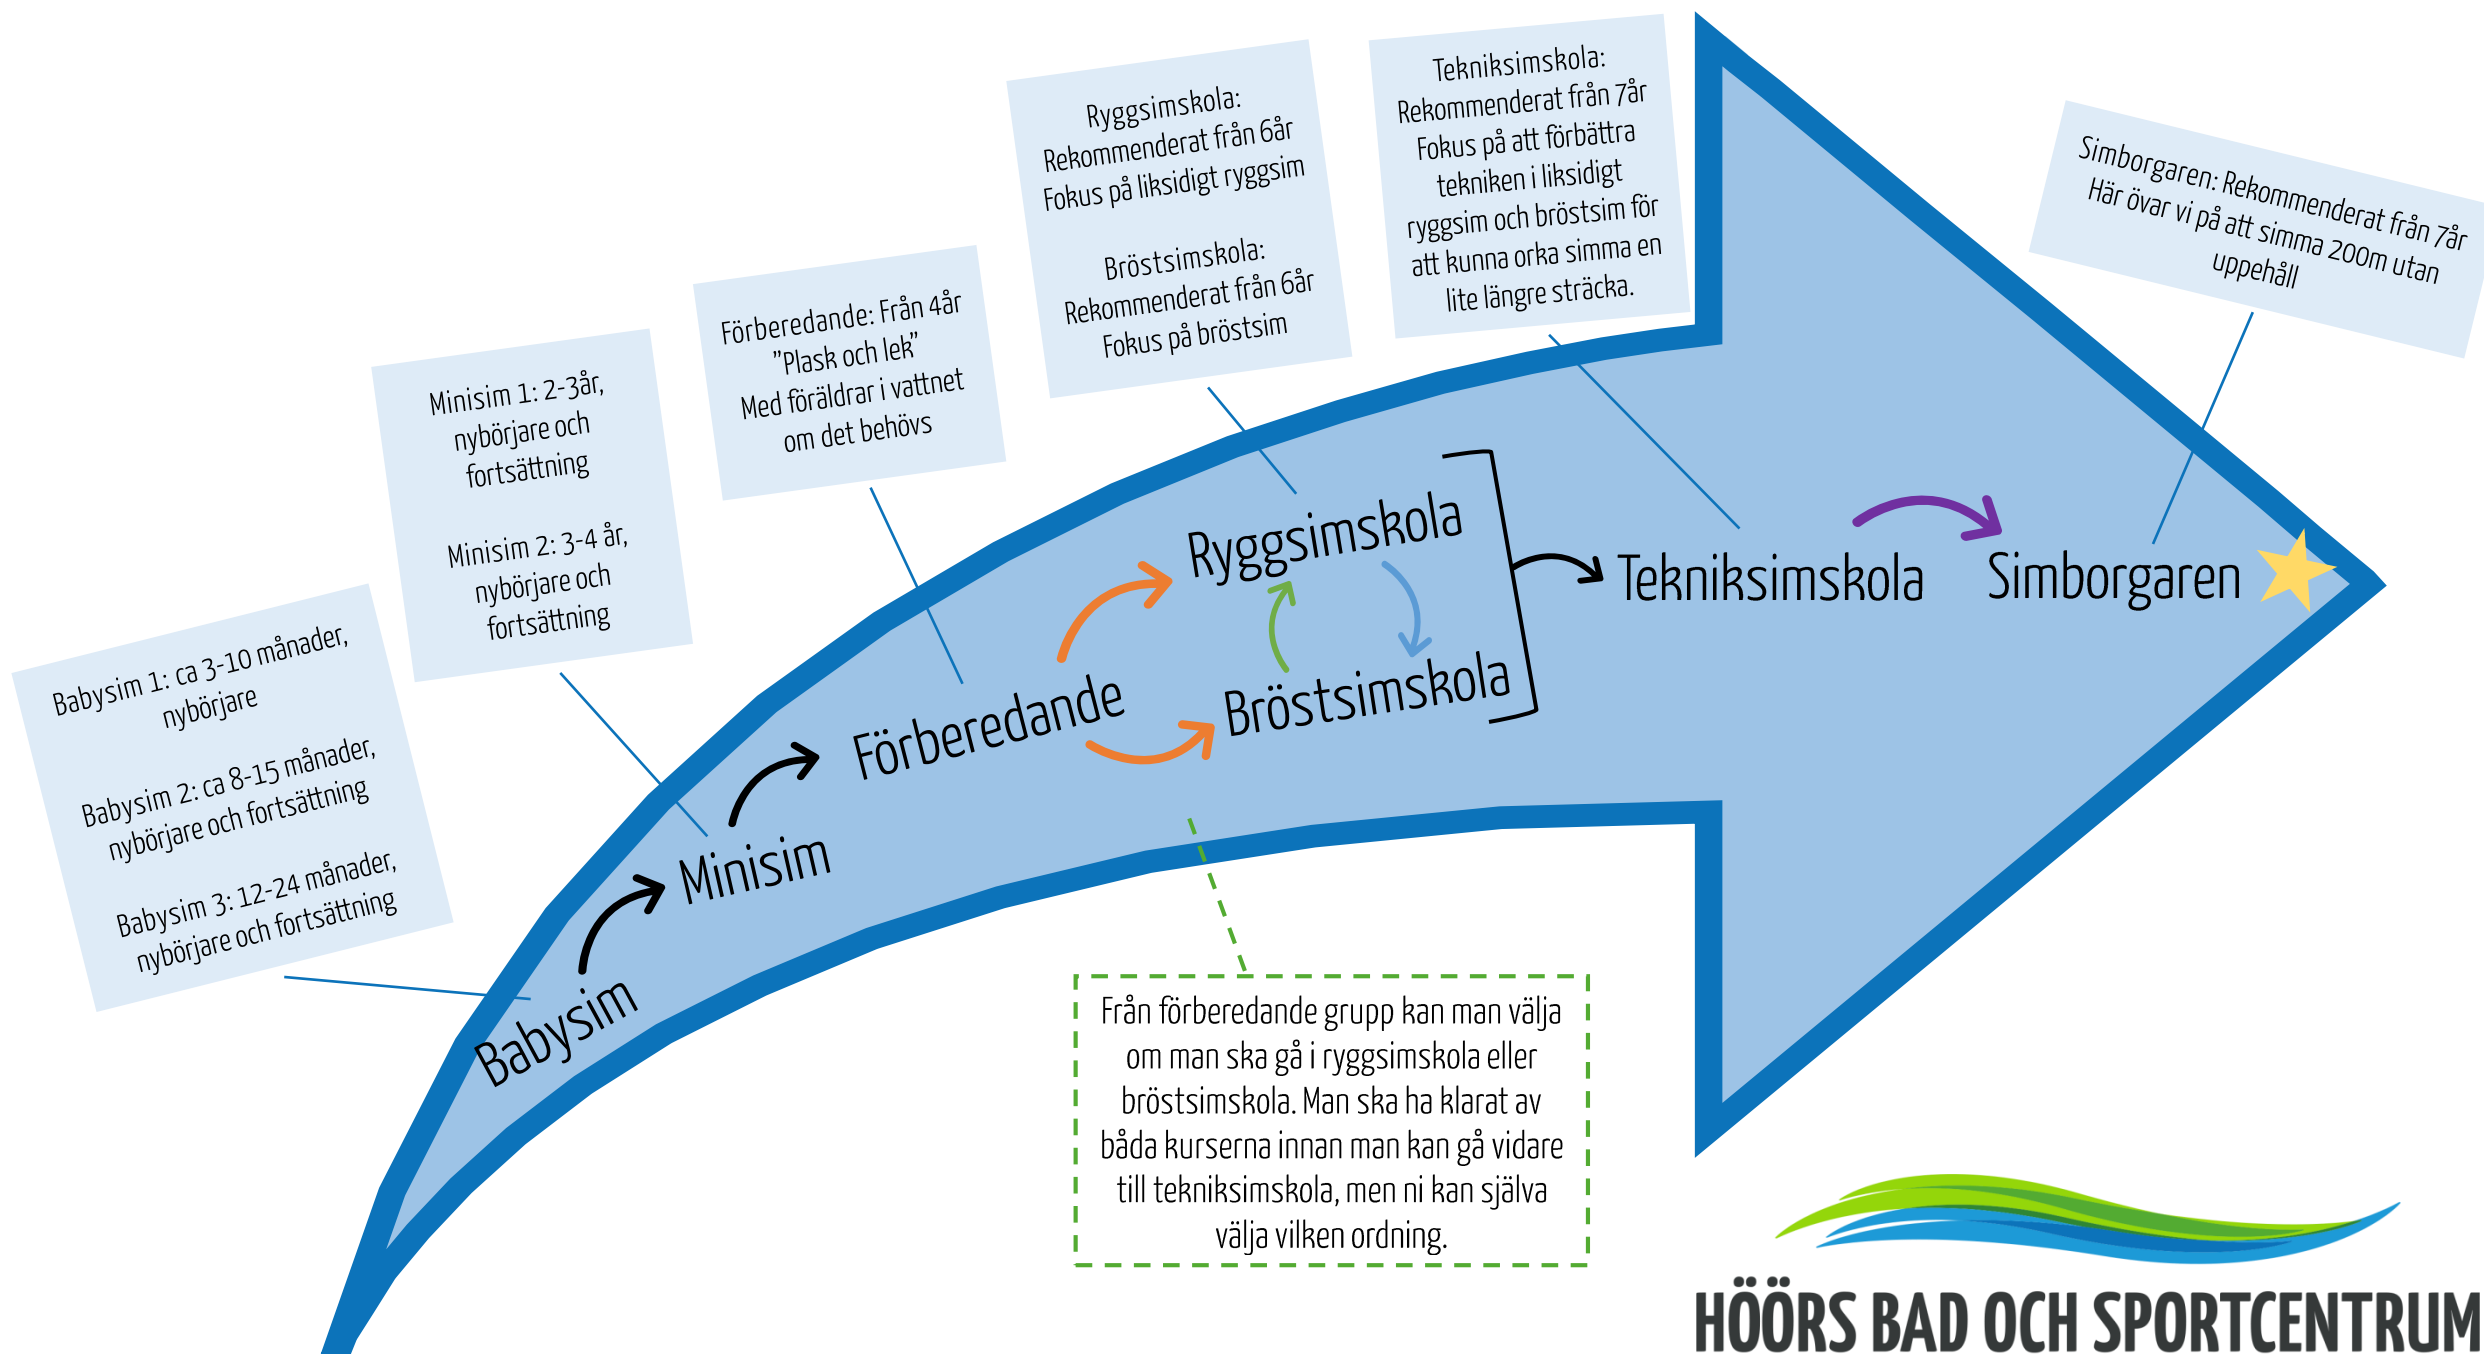 Babysim 1: ca 3-10 månader,
nybörjare
Babysim 2: ca 8-15 månader,
nybörjare och fortsättning
Babysim 3: 12-24 månader,
nybörjare och fortsättning
Minisim 1: 2-3år,
nybörjare och
fortsättning
Minisim 2: 3-4 år,
nybörjare och
fortsättning
Förberedande: Från 4år
”Plask och lek”
Med föräldrar i vattnet
om det behövs
Ryggsimskola:
Rekommenderat från 6år
Fokus på liksidigt ryggsim
Bröstsimskola:
Rekommenderat från 6år
Fokus på bröstsim
Tekniksimskola:
Rekommenderat från 7år
Fokus på att förbättra
tekniken i liksidigt
ryggsim och bröstsim för
att kunna orka simma en
lite längre sträcka.
Simborgaren: Rekommenderat från 7år
Här övar vi på att simma 200m utan
uppehåll
Babysim
Minisim
Förberedande
Ryggsimskola
Bröstsimskola
Tekniksimskola
Simborgaren
Från förberedande grupp kan man välja
om man ska gå i ryggsimskola eller
bröstsimskola. Man ska ha klarat av
båda kurserna innan man kan gå vidare
till tekniksimskola, men ni kan själva
välja vilken ordning.
HÖÖRS BAD OCH SPORTCENTRUM